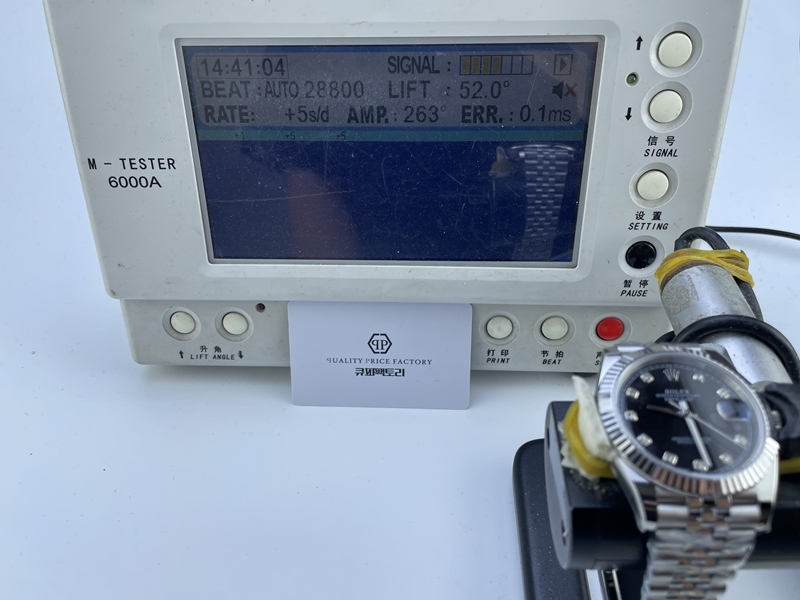 14:41:04 SIGNAL :
BEAT :AUTO 28800 LIFT : 52.0°
RATE: +5s/d AMP. : 263° ERR. : 0.1ms
+5 +5
M - TESTER
6000A
信 号
SIGNAL
设 置
SETTING
暂 停
PAUSE
升 角
LIFT ANGLE
打 印
PRINT
节 拍
BEAT
QUALITY PRICE FACTORY
큐피팩토리
ROLEX